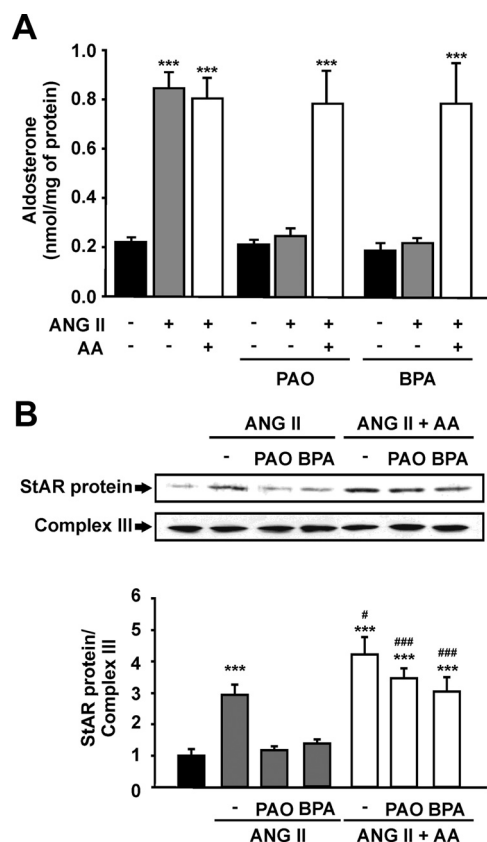 A
*** *** *** ***
Aldosterone
(nmol/mg of protein)
1.0
0.8
0.6
0.4
0.2
0.0
ANG II - + + - + + - + +
AA - - + - - + - - +
PAO BPA
B
ANG II ANG II + AA
- PAO BPA - PAO BPA
StAR protein
Complex III
StAR protein/
Complex III
6
5
4
3
2
1
0
# ### ###
*** *** *** ***
- PAO BPA - PAO BPA
ANG II ANG II + AA